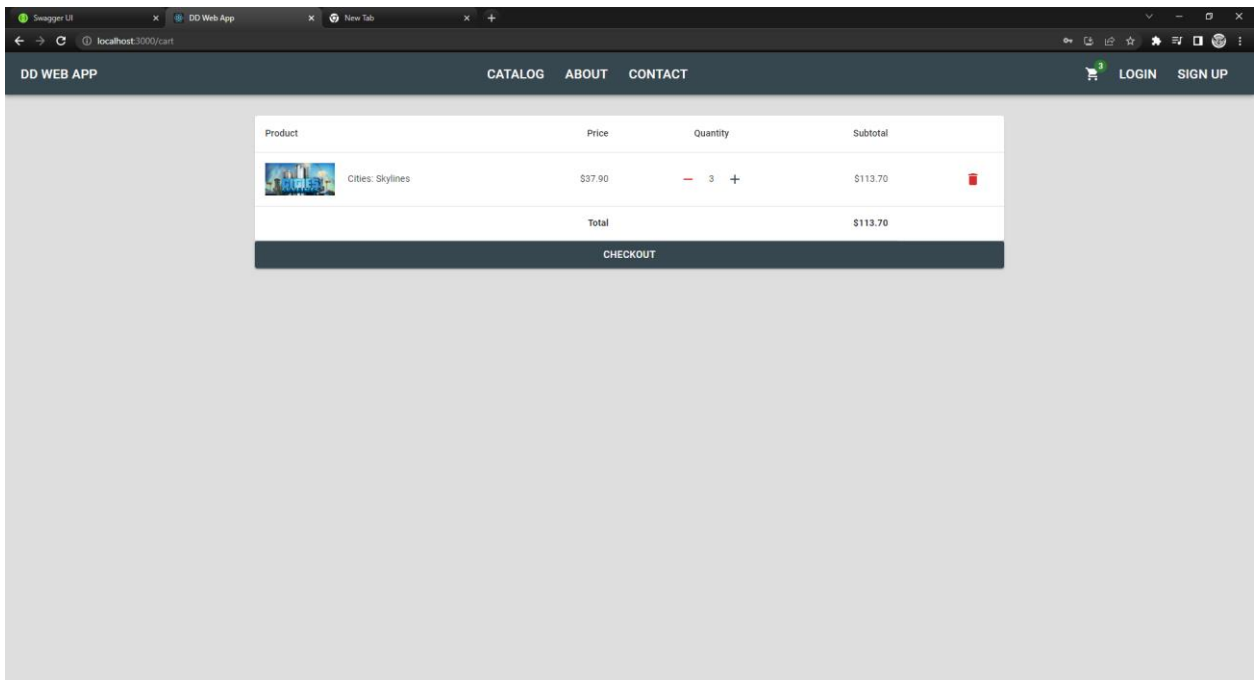 Swagger UI DD Web App New Tab
localhost:3000/cart
DD WEB APP CATALOG ABOUT CONTACT 3 LOGIN SIGN UP
Product Price Quantity Subtotal
CITIES Cities: Skylines $37.90 3 $113.70
Total $113.70
CHECKOUT